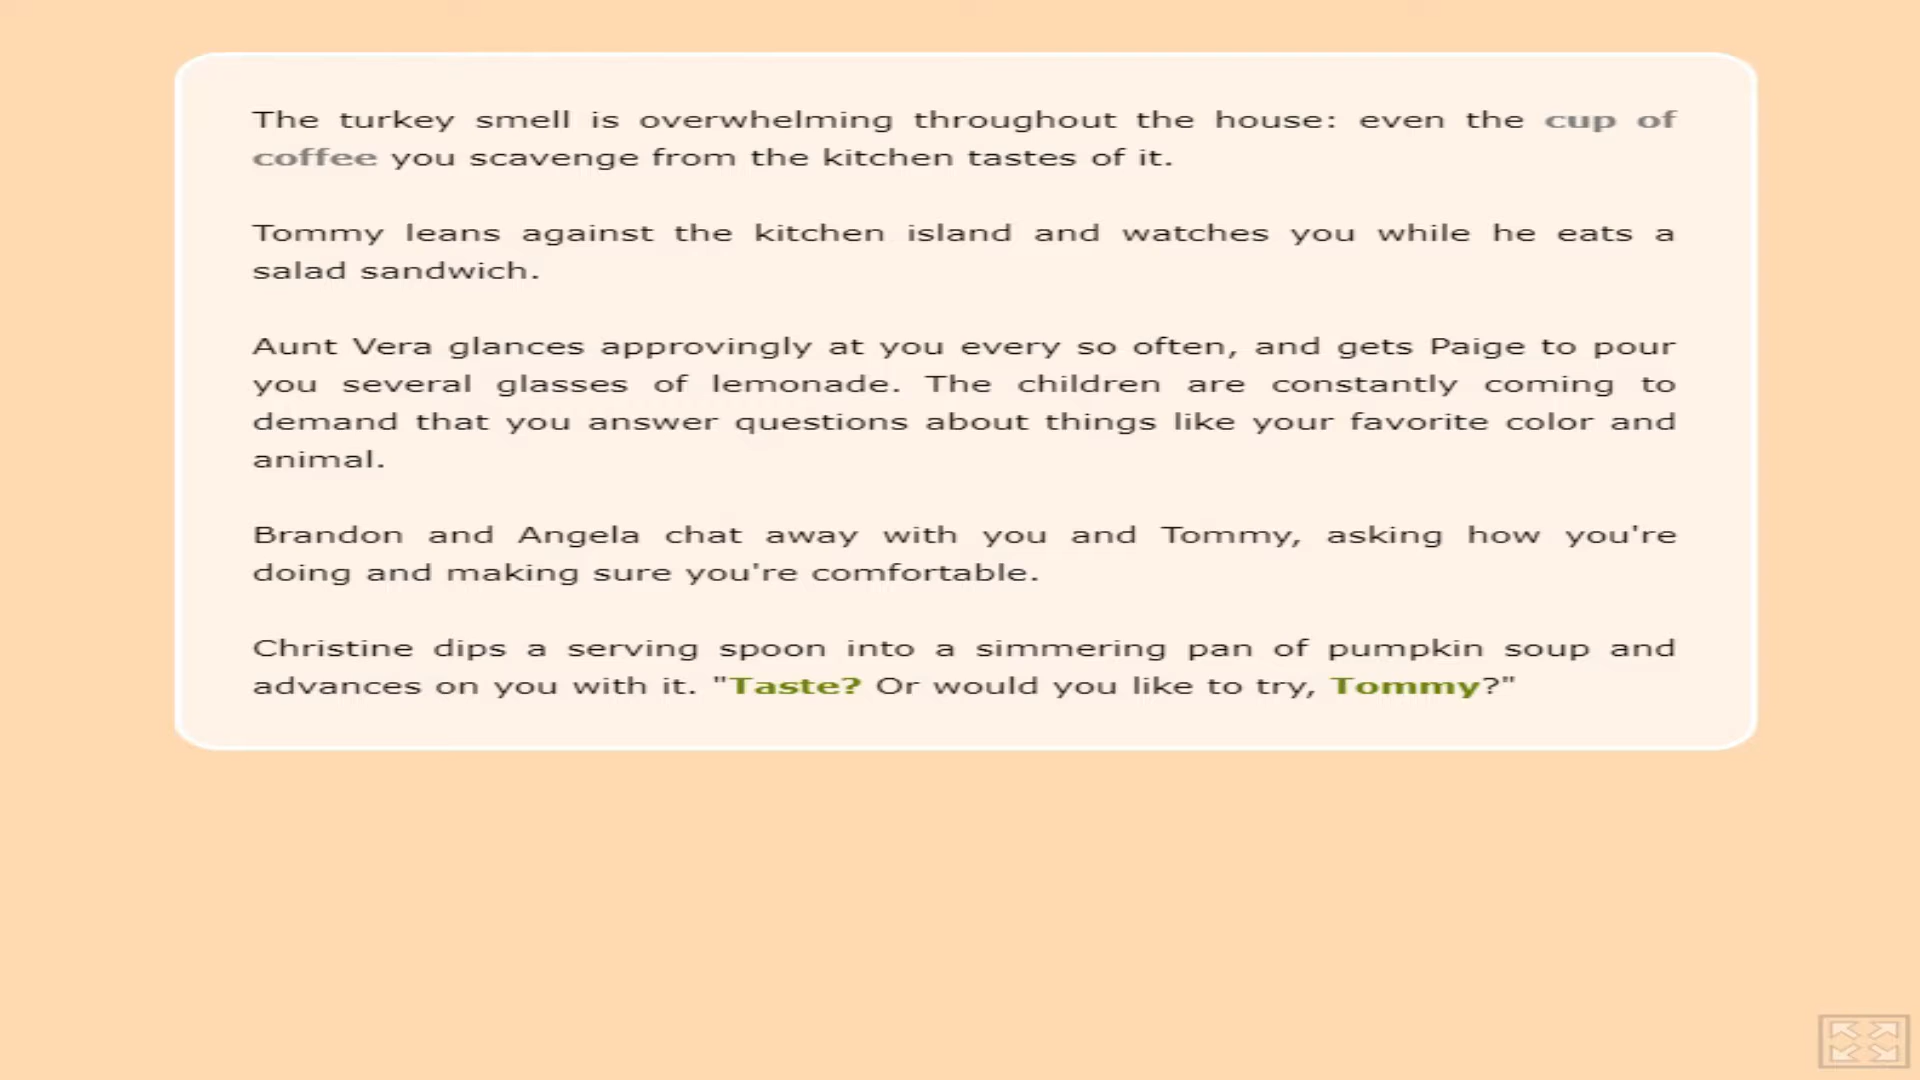 The turkey smell is overwhelming throughout the house: even the cup of
coffee you scavenge from the kitchen tastes of it.
Tommy leans against the kitchen island and watches you while he eats a
salad sandwich.
Aunt Vera glances approvingly at you every so often, and gets Paige to pour
you several glasses of lemonade. The children are constantly coming to
demand that you answer questions about things like your favorite color and
animal.
Brandon and Angela chat away with you and Tommy, asking how you're
doing and making sure you're comfortable.
Christine dips a serving spoon into a simmering pan of pumpkin soup and
advances on you with it. "Taste? Or would you like to try, Tommy?"